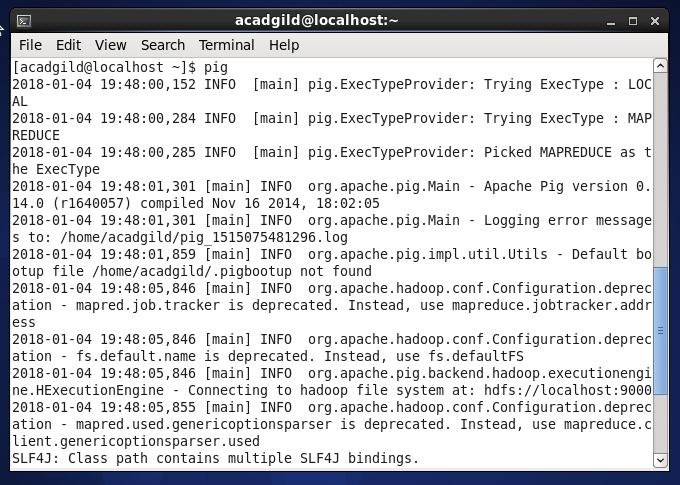 acadgild@localhost:~
File Edit View Search Terminal Help
[acadgild@localhost ~]$ pig
2018-01-04 19:48:00,152 INFO  [main] pig.ExecTypeProvider: Trying ExecType : LOC
AL
2018-01-04 19:48:00,284 INFO  [main] pig.ExecTypeProvider: Trying ExecType : MAP
REDUCE
2018-01-04 19:48:00,285 INFO  [main] pig.ExecTypeProvider: Picked MAPREDUCE as t
he ExecType
2018-01-04 19:48:01,301 [main] INFO  org.apache.pig.Main - Apache Pig version 0.
14.0 (r1640057) compiled Nov 16 2014, 18:02:05
2018-01-04 19:48:01,301 [main] INFO  org.apache.pig.Main - Logging error message
s to: /home/acadgild/pig_1515075481296.log
2018-01-04 19:48:01,859 [main] INFO  org.apache.pig.impl.util.Utils - Default bo
otup file /home/acadgild/.pigbootup not found
2018-01-04 19:48:05,846 [main] INFO  org.apache.hadoop.conf.Configuration.deprec
ation - mapred.job.tracker is deprecated. Instead, use mapreduce.jobtracker.addr
ess
2018-01-04 19:48:05,846 [main] INFO  org.apache.hadoop.conf.Configuration.deprec
ation - fs.default.name is deprecated. Instead, use fs.defaultFS
2018-01-04 19:48:05,846 [main] INFO  org.apache.pig.backend.hadoop.executionengi
ne.HExecutionEngine - Connecting to hadoop file system at: hdfs://localhost:9000
2018-01-04 19:48:05,855 [main] INFO  org.apache.hadoop.conf.Configuration.deprec
ation - mapred.used.genericoptionsparser is deprecated. Instead, use mapreduce.c
lient.genericoptionsparser.used
SLF4J: Class path contains multiple SLF4J bindings.